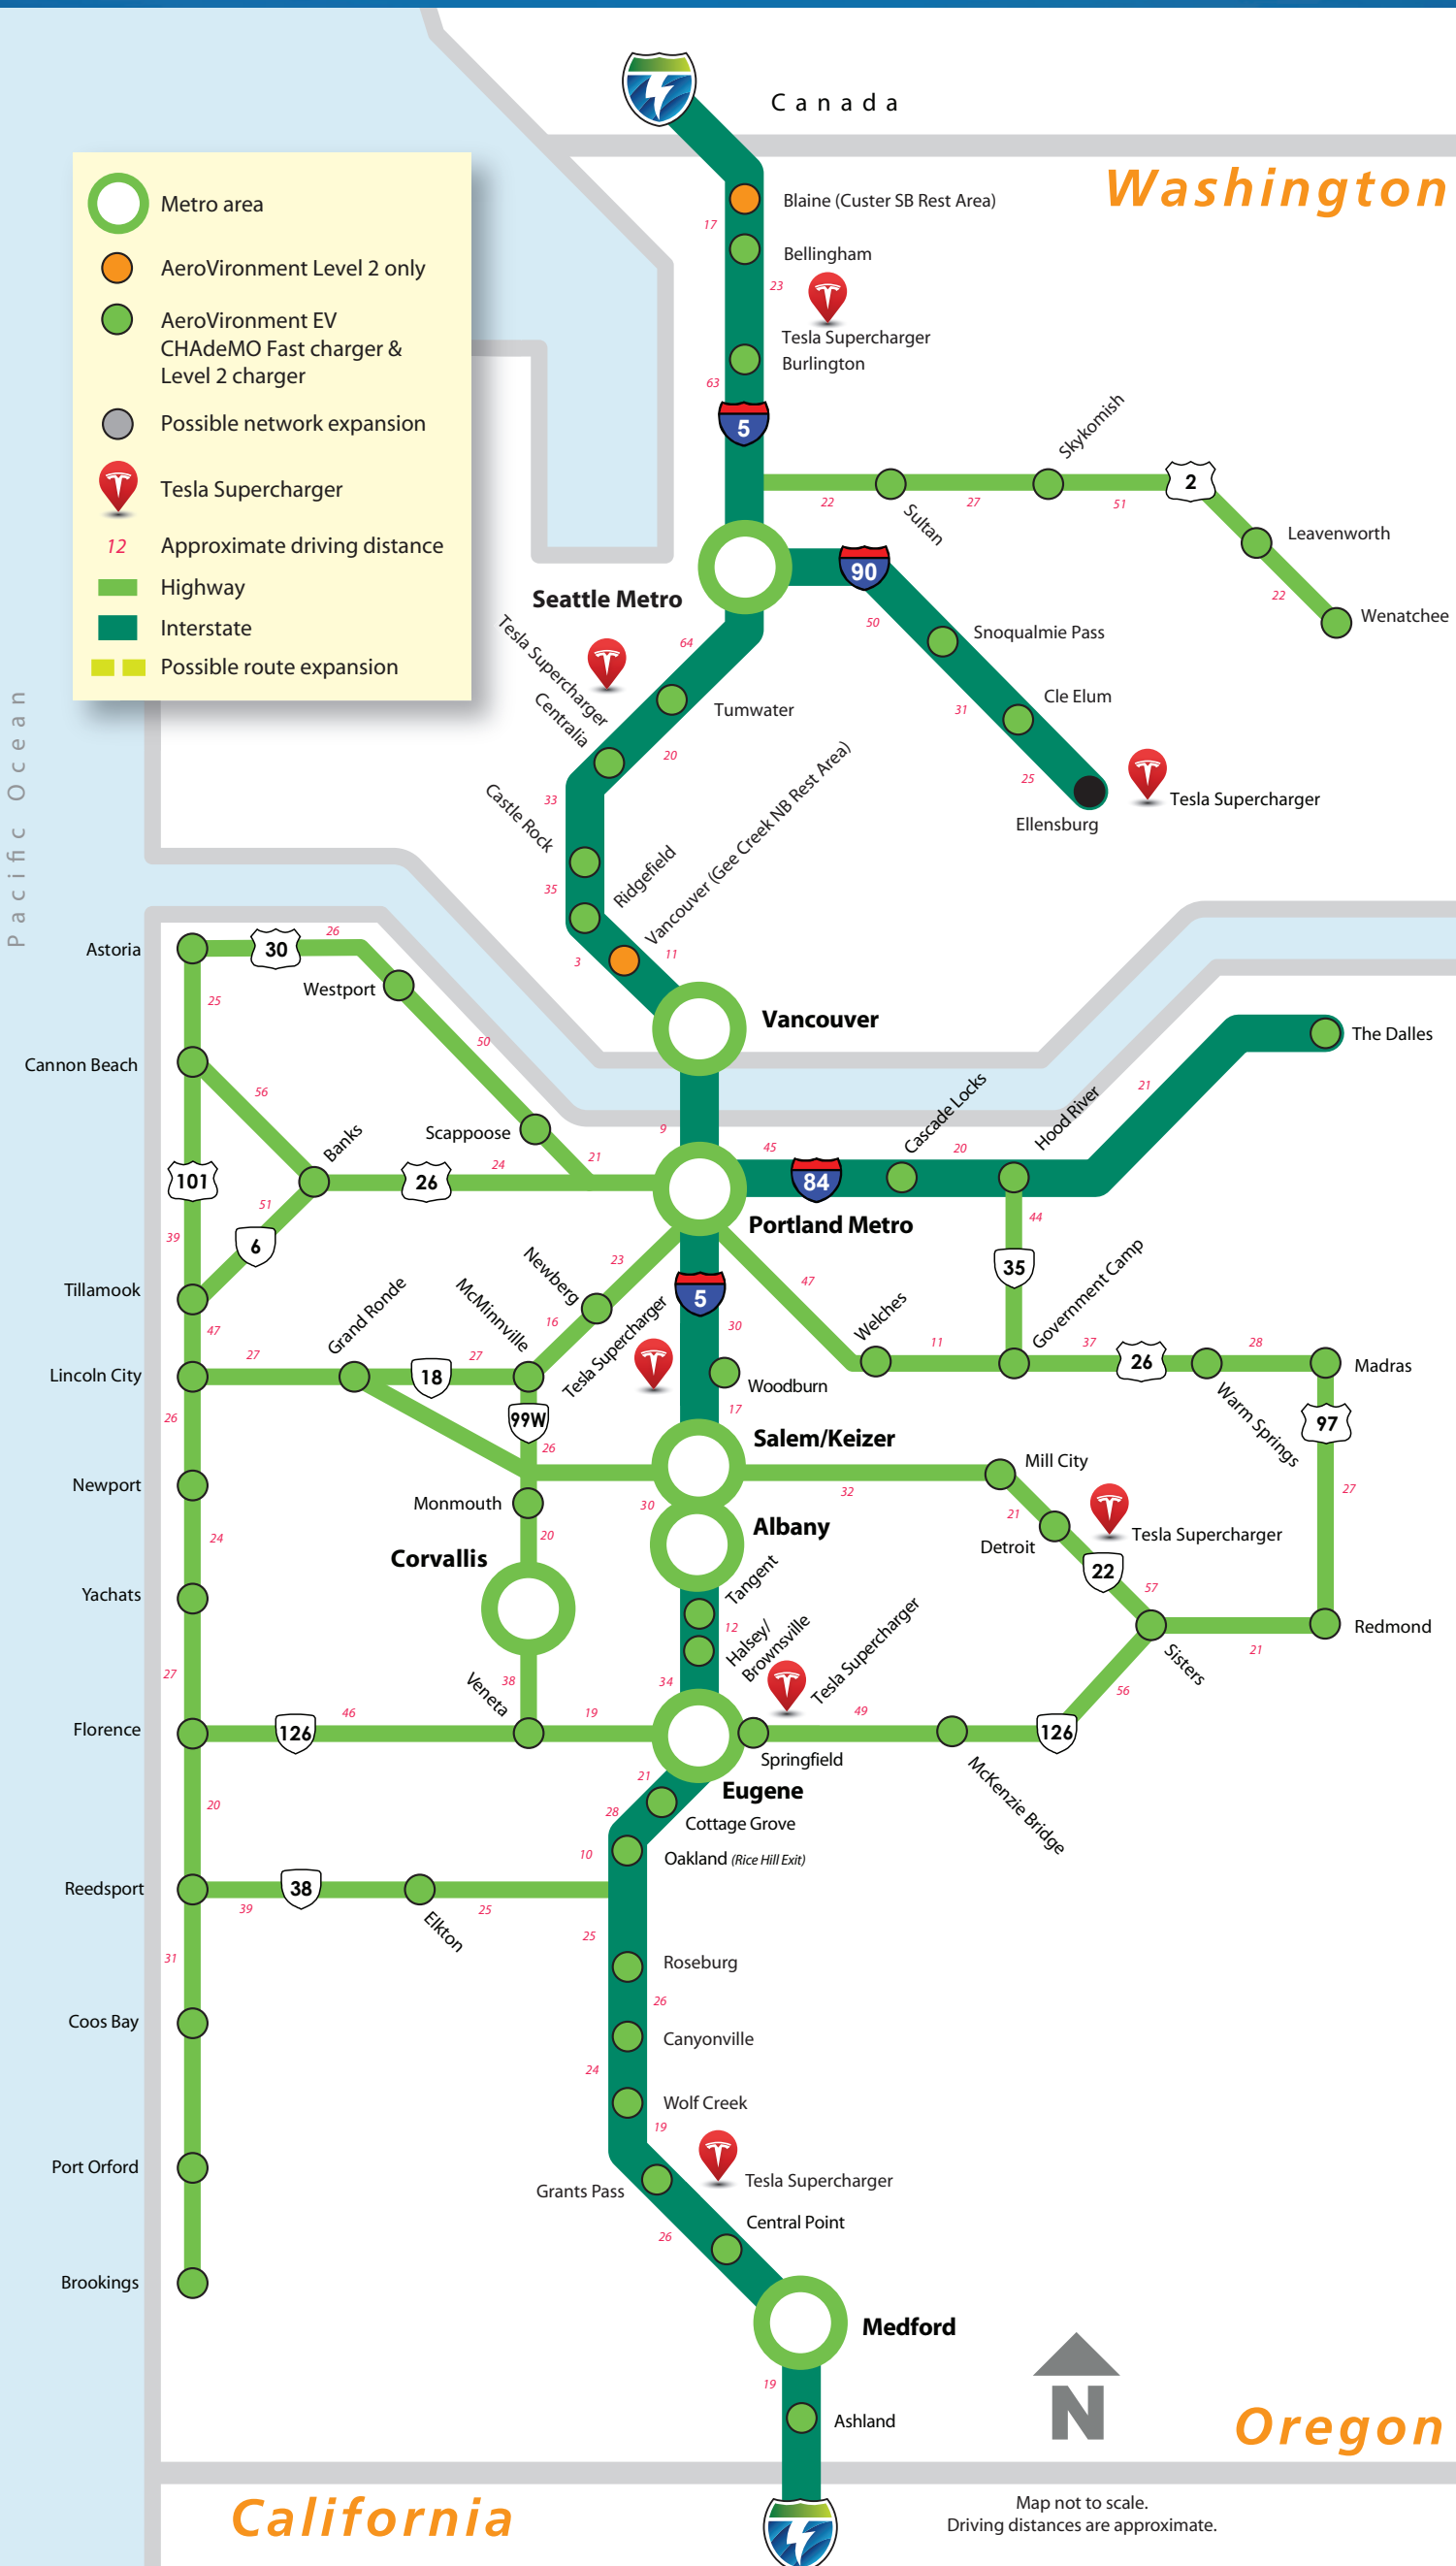 Canada
Washington
Metro area
AeroVironment Level 2 only
AeroVironment EV
CHAdeMO Fast charger &
Level 2 charger
Possible network expansion
Tesla Supercharger
12 Approximate driving distance
Highway
Interstate
Possible route expansion
Pacific Ocean
Blaine (Custer SB Rest Area)
17
Bellingham
23
Tesla Supercharger
Burlington
63
5
Skykomish
2
22
27
51
Sultan
Leavenworth
22
Wenatchee
90
Seattle Metro
50
Snoqualmie Pass
64
Tesla Supercharger
Centralia
Tumwater
Cle Elum
31
20
25
Tesla Supercharger
Ellensburg
33
Castle Rock
35
Ridgefield
Vancouver (Gee Creek NB Rest Area)
3
11
Astoria
30
26
Westport
25
Vancouver
The Dalles
50
Cannon Beach
56
21
Cascade Locks
Hood River
Scappoose
9
Banks
24
21
45
20
101
26
84
51
Portland Metro
44
39
6
23
35
47
Tillamook
Newberg
5
Government Camp
Grand Ronde
McMinnville
16
Tesla Supercharger
30
Welches
47
27
27
11
37
26
28
Lincoln City
18
Woodburn
Madras
26
99W
17
Warm Springs
97
26
Salem/Keizer
Mill City
Newport
Monmouth
30
32
27
21
24
20
Albany
Tesla Supercharger
Detroit
Corvallis
22
Tangent
57
Yachats
12
Halsey/
Brownsville
Tesla Supercharger
Redmond
21
Sisters
27
Veneta
38
34
56
46
19
49
Florence
126
126
Springfield
McKenzie Bridge
21
Eugene
20
28
Cottage Grove
10
Oakland (Rice Hill Exit)
Reedsport
38
39
Elkton
25
25
31
Roseburg
26
Coos Bay
Canyonville
24
Wolf Creek
19
Port Orford
Grants Pass
Tesla Supercharger
26
Central Point
Brookings
Medford
19
N
Ashland
Oregon
California
Map not to scale.
Driving distances are approximate.